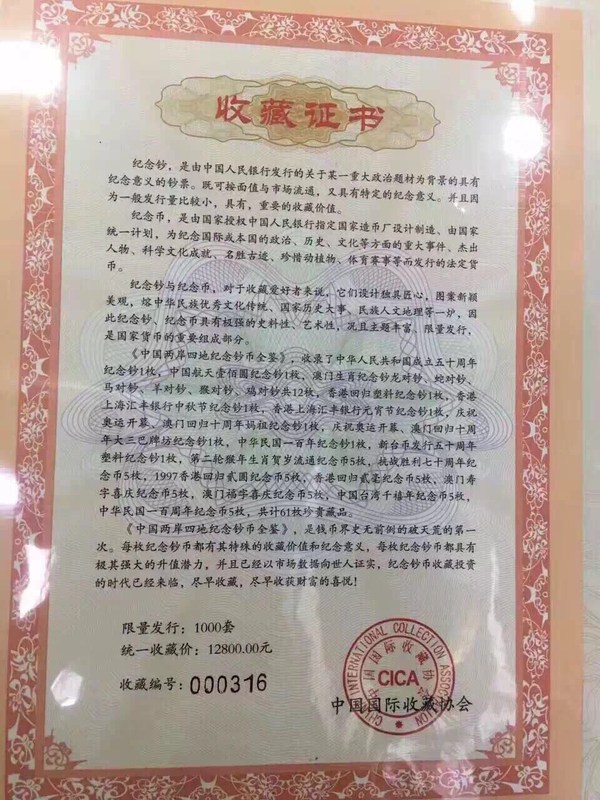 收藏证书
纪念钞，是由中国人民银行发行的关于某一重大政治题材为背景的具有
纪念意义的钞票。既可按面值与市场流通，又具有特定的纪念意义。并且因
为一般发行量比较小，具有，重要的收藏价值。
纪念币，是由国家授权中国人民银行指定国家造币厂设计制造、由国家
统一计划，为纪念国际或本国的政治、历史、文化等方面的重大事件、杰出
人物、科学文化成就、名胜古迹、珍惜动植物、体育赛事等而发行的法定货
币。
纪念钞与纪念币，对于收藏爱好者来说，它们设计独具匠心，图案新颖
美观，熔中华民族优秀文化传统、国家历史大事、民族人文地理等一炉，因
此纪念钞、纪念币具有极强的史料性、艺术性，况且主题丰富、限量发行，
是国家货币的重要组成部分。
《中国两岸四地纪念钞币全鉴》，收录了中华人民共和国成立五十周年
纪念钞1枚，中国航天壹佰圆纪念钞1枚，澳门生肖纪念钞龙对钞、蛇对钞、
马对钞、羊对钞、猴对钞、鸡对钞共12枚，香港回归塑料纪念钞1枚，香港
上海汇丰银行中秋节纪念钞1枚，香港上海汇丰银行元宵节纪念钞1枚，庆祝
奥运开幕、澳门回归十周年妈祖纪念钞1枚，庆祝奥运开幕、澳门回归十周
年大三巴牌坊纪念钞1枚，中华民国一百年纪念钞1枚，新台币发行五十周年
塑料纪念钞1枚，第二轮猴年生肖贺岁流通纪念币5枚，抗战胜利七十周年纪
念币5枚，1997香港回归贰圆纪念币5枚，香港回归贰毫纪念币5枚，澳门寿
字喜庆纪念币5枚，澳门福字喜庆纪念币5枚，中国台湾千禧年纪念币5枚，
中华民国一百周年纪念币5枚，共计61枚珍贵藏品。
《中国两岸四地纪念钞币全鉴》，是钱币界史无前例的破天荒的第一
次。每枚纪念钞币都有其特殊的收藏价值和纪念意义，每枚纪念钞币都具有
极其强大的升值潜力，并且已经以市场数据向世人证实，纪念钞币收藏投资
的时代已经来临，尽早收藏，尽早收获财富的喜悦！
限量发行：1000套
统一收藏价：12800.00元
收藏编号：000316
CHINA INTERNATIONAL COLLECTION ASSOCIATION
中国国际收藏协会
CICA
中国国际收藏协会